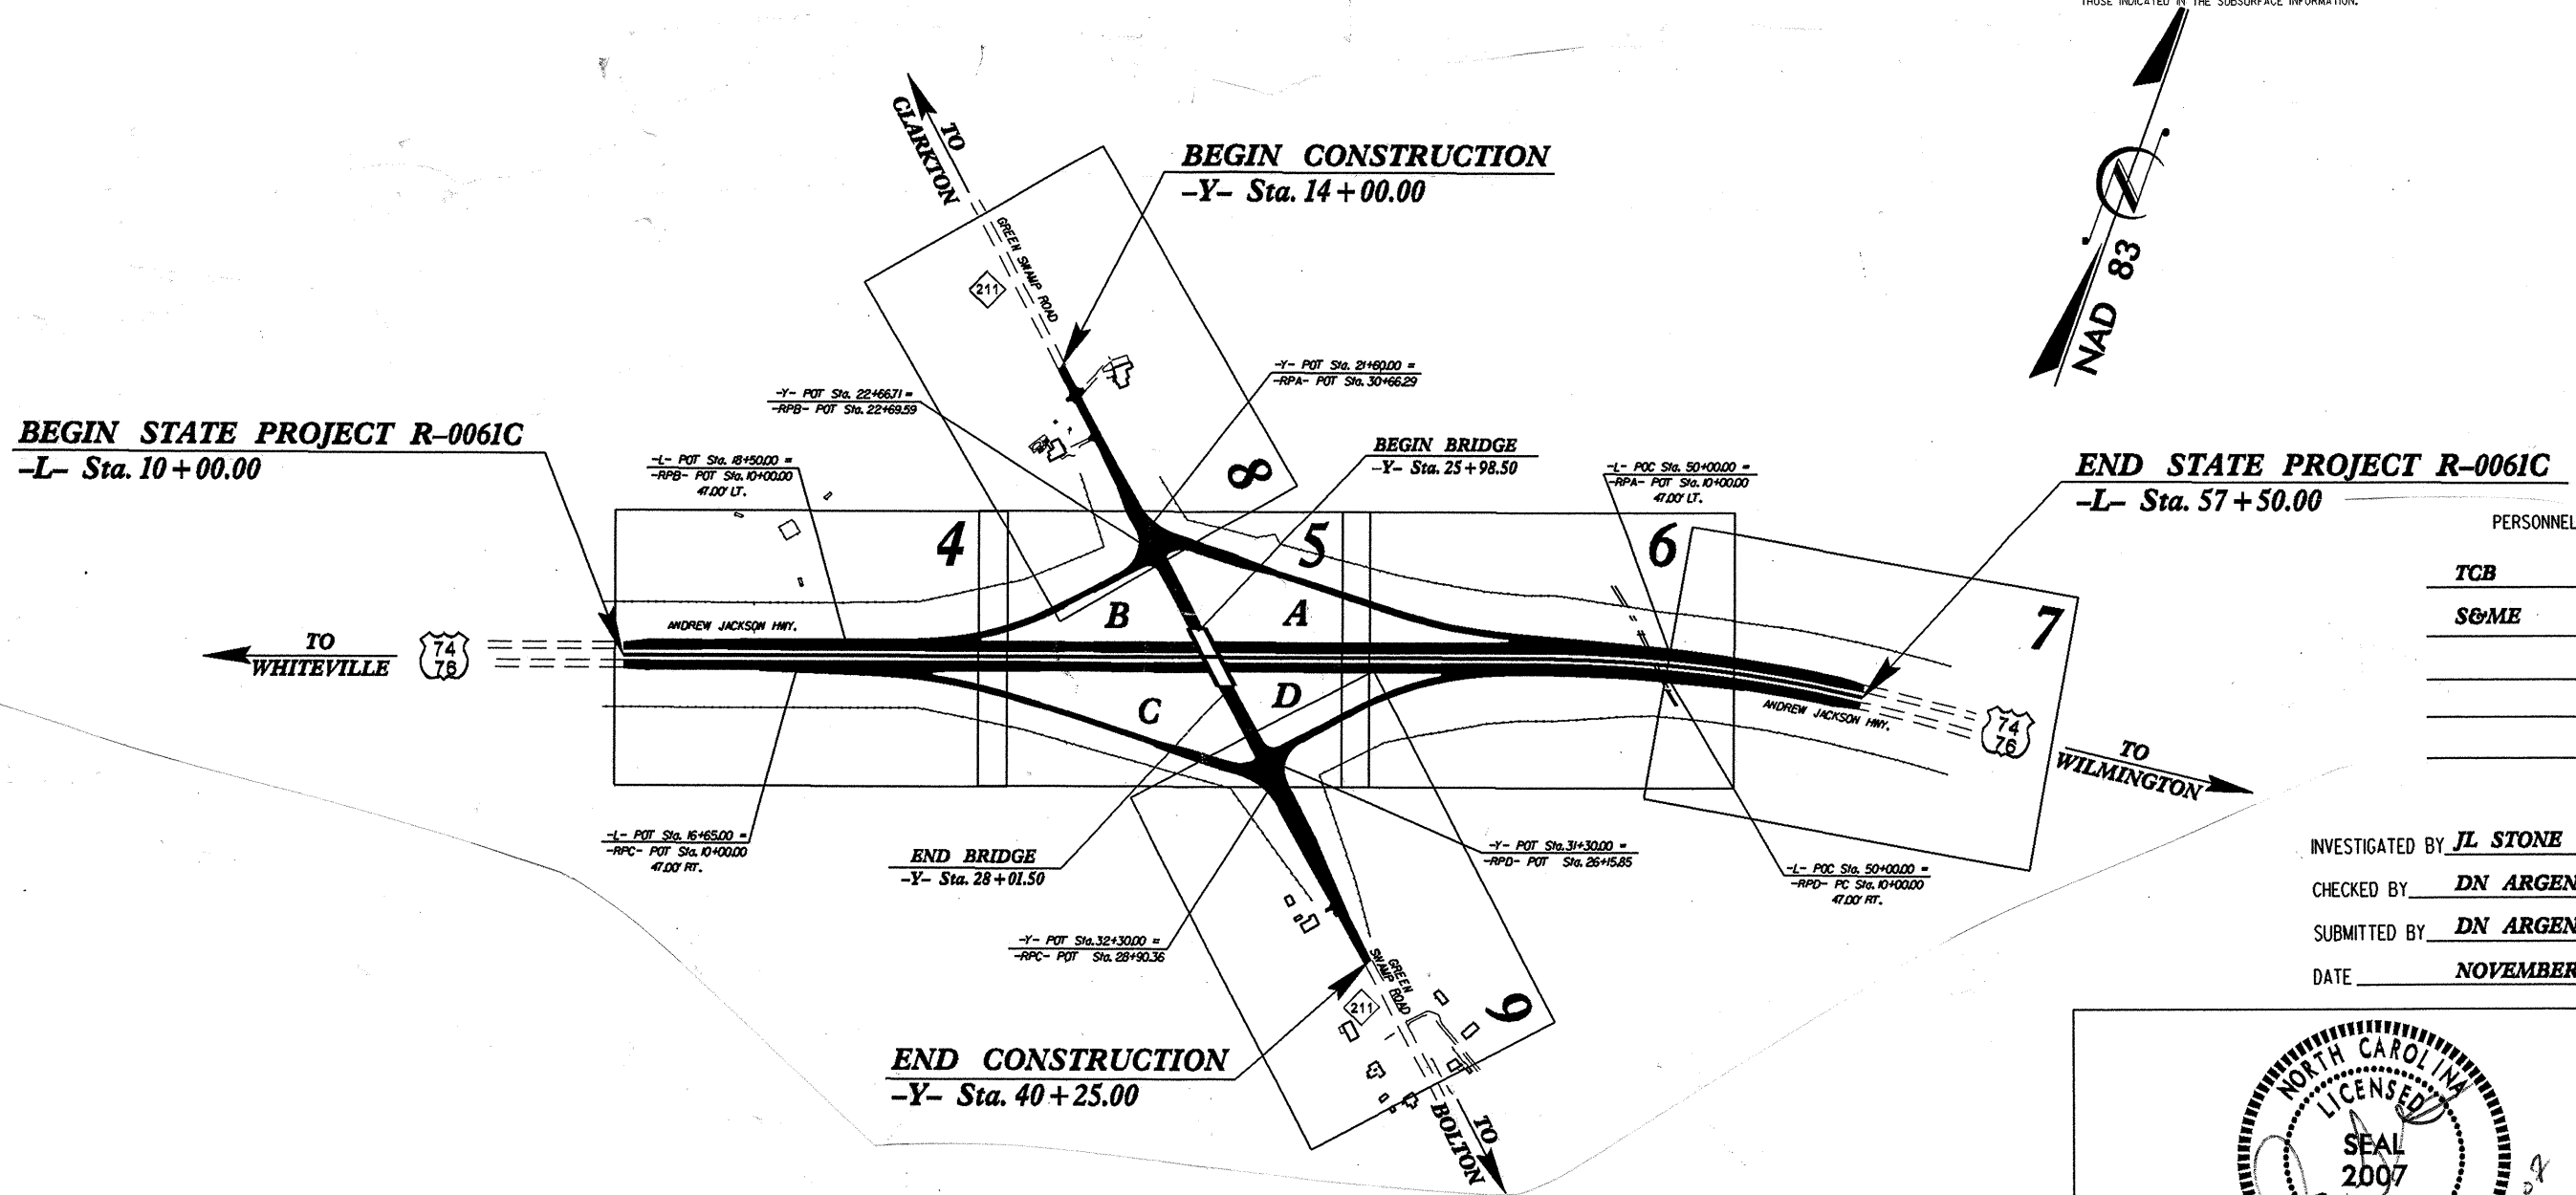 THOSE INDICATED IN THE SUBSURFACE INFORMATION.
NAD 83
TO
CLARKTON
BEGIN CONSTRUCTION
-Y- Sta. 14+00.00
GREEN SWAMP ROAD
211
-Y- POT Sta. 21+60.00 =
-RPA- POT Sta. 30+66.29
-Y- POT Sta. 22+66.71 =
-RPB- POT Sta. 22+69.59
BEGIN STATE PROJECT R-0061C
-L- Sta. 10+00.00
-L- POT Sta. 18+50.00 =
-RPB- POT Sta. 10+00.00
47.00' LT.
8
BEGIN BRIDGE
-Y- Sta. 25+98.50
-L- POC Sta. 50+00.00 =
-RPA- POT Sta. 10+00.00
47.00' LT.
END STATE PROJECT R-0061C
-L- Sta. 57+50.00
PERSONNEL
TCB
S&ME
4
5
6
7
B
A
ANDREW JACKSON HWY.
TO
WHITEVILLE
74
76
C
D
ANDREW JACKSON HWY.
74
76
TO
WILMINGTON
-L- POT Sta. 16+65.00 =
-RPC- POT Sta. 10+00.00
47.00' RT.
END BRIDGE
-Y- Sta. 28+01.50
-Y- POT Sta. 31+30.00 =
-RPD- POT Sta. 26+15.85
-L- POC Sta. 50+00.00 =
-RPD- PC Sta. 10+00.00
47.00' RT.
-Y- POT Sta. 32+30.00 =
-RPC- POT Sta. 28+90.36
GREEN
SWAMP ROAD
211
9
END CONSTRUCTION
-Y- Sta. 40+25.00
TO
BOLTON
INVESTIGATED BY JL STONE
CHECKED BY DN ARGEN
SUBMITTED BY DN ARGEN
DATE NOVEMBER
NORTH CAROLINA
LICENSED
SEAL
2007